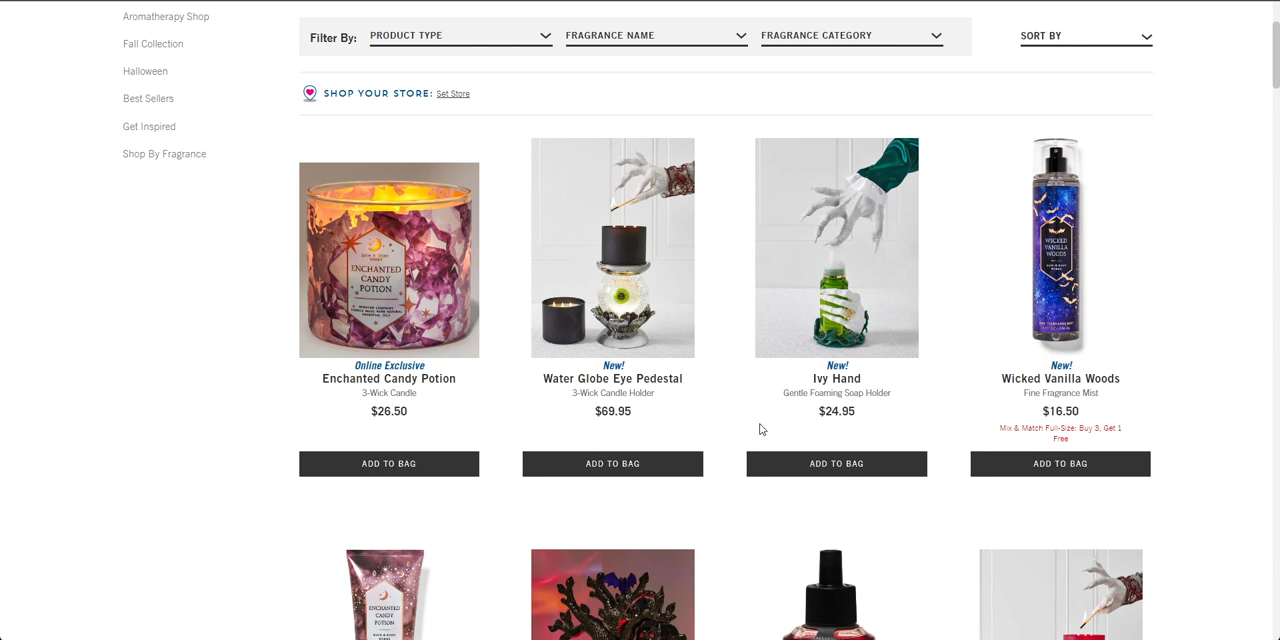 Aromatherapy Shop
Fall Collection
Halloween
Best Sellers
Get Inspired
Shop By Fragrance
Filter By:
PRODUCT TYPE
FRAGRANCE NAME
FRAGRANCE CATEGORY
SORT BY
SHOP YOUR STORE: Set Store
ENCHANTED
CANDY
POTION
WICKED
VANILLA
WOODS
Online Exclusive
Enchanted Candy Potion
3-Wick Candle
$26.50
ADD TO BAG
New!
Water Globe Eye Pedestal
3-Wick Candle Holder
$69.95
ADD TO BAG
New!
Ivy Hand
Gentle Foaming Soap Holder
$24.95
ADD TO BAG
New!
Wicked Vanilla Woods
Fine Fragrance Mist
$16.50
Mix & Match Full-Size: Buy 3, Get 1
Free
ADD TO BAG
ENCHANTED
CANDY
POTION